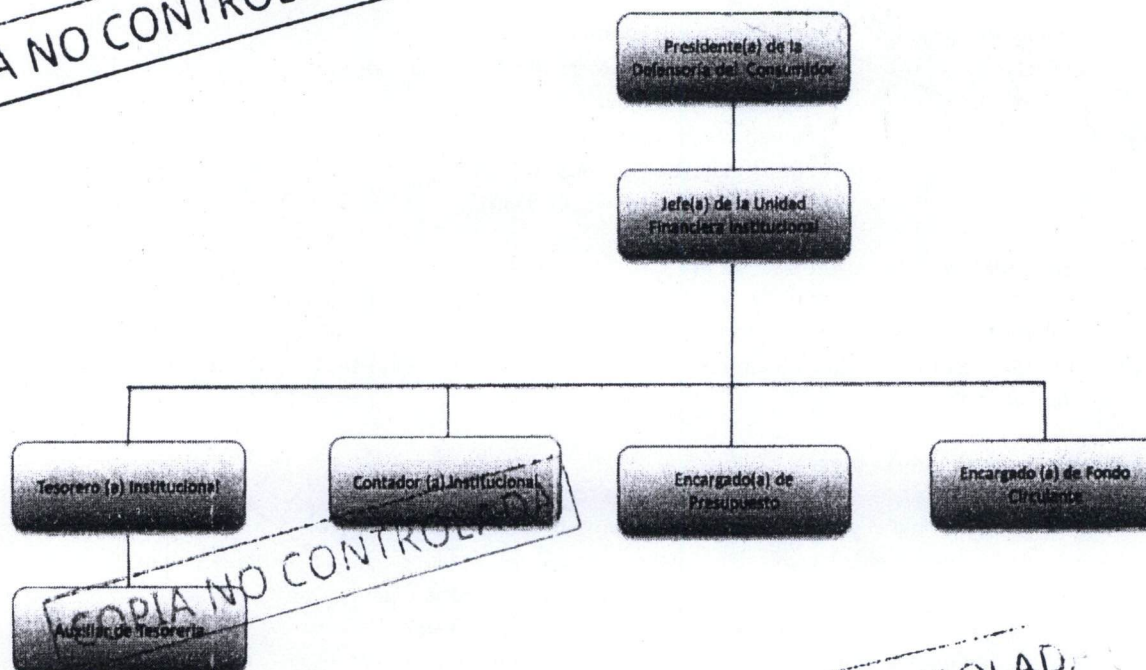 A NO CONTROL
Presidente(a) de la
Defensoría del Consumidor
Jefe(a) de la Unidad
Financiera Institucional
Tesorero (a) Institucional
Contador (a) Institucional
Encargado(a) de
Presupuesto
Encargado (a) de Fondo
Circulante
COPIA NO CONTROLADA
Auxiliar de Tesorería
OLAD